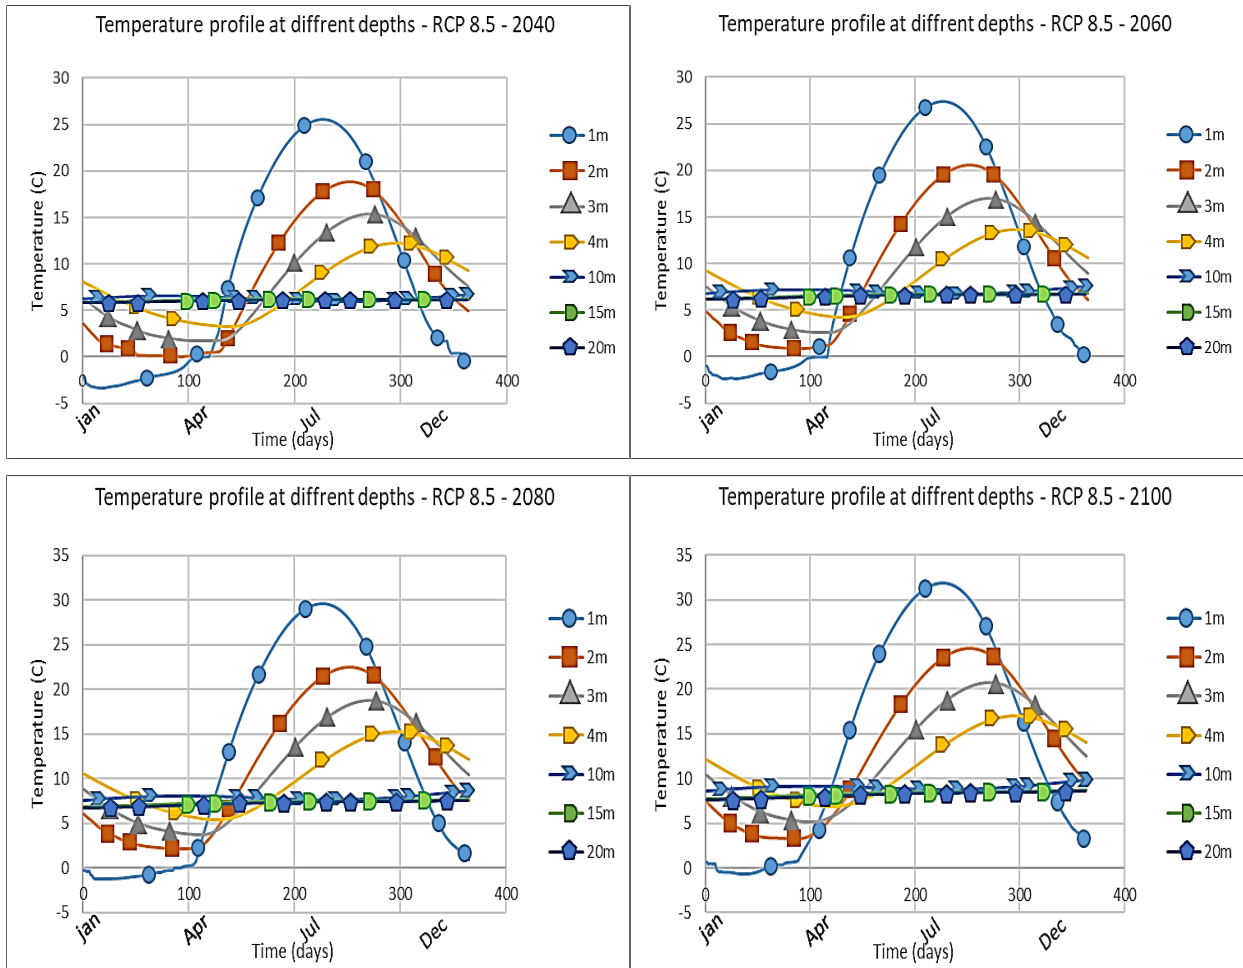 Temperature profile at diffrent depths - RCP 8.5 - 2040
30
25
20
15
10
5
0
-5
Temperature (C)
0
100
200
300
400
jan
Apr
Jul
Dec
Time (days)
1m
2m
3m
4m
10m
15m
20m
Temperature profile at diffrent depths - RCP 8.5 - 2060
30
25
20
15
10
5
0
-5
Temperature (C)
0
100
200
300
400
jan
Apr
Jul
Dec
Time (days)
1m
2m
3m
4m
10m
15m
20m
Temperature profile at diffrent depths - RCP 8.5 - 2080
35
30
25
20
15
10
5
0
-5
Temperature (C)
0
100
200
300
400
jan
Apr
Jul
Dec
Time (days)
1m
2m
3m
4m
10m
15m
20m
Temperature profile at diffrent depths - RCP 8.5 - 2100
35
30
25
20
15
10
5
0
-5
Temperature (C)
0
100
200
300
400
jan
Apr
Jul
Dec
Time (days)
1m
2m
3m
4m
10m
15m
20m